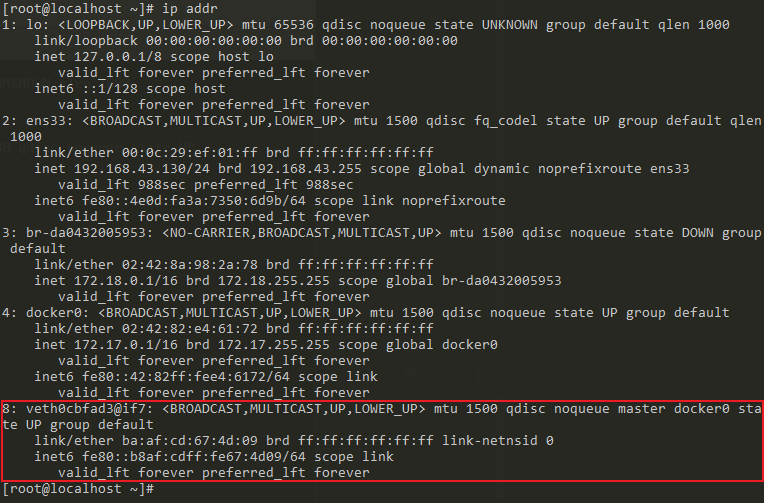 [root@localhost ~]# ip addr
1: lo: <LOOPBACK,UP,LOWER_UP> mtu 65536 qdisc noqueue state UNKNOWN group default qlen 1000
    link/loopback 00:00:00:00:00:00 brd 00:00:00:00:00:00
    inet 127.0.0.1/8 scope host lo
       valid_lft forever preferred_lft forever
    inet6 ::1/128 scope host
       valid_lft forever preferred_lft forever
2: ens33: <BROADCAST,MULTICAST,UP,LOWER_UP> mtu 1500 qdisc fq_codel state UP group default qlen
 1000
    link/ether 00:0c:29:ef:01:ff brd ff:ff:ff:ff:ff:ff
    inet 192.168.43.130/24 brd 192.168.43.255 scope global dynamic noprefixroute ens33
       valid_lft 988sec preferred_lft 988sec
    inet6 fe80::4e0d:fa3a:7350:6d9b/64 scope link noprefixroute
       valid_lft forever preferred_lft forever
3: br-da0432005953: <NO-CARRIER,BROADCAST,MULTICAST,UP> mtu 1500 qdisc noqueue state DOWN group
default
    link/ether 02:42:8a:98:2a:78 brd ff:ff:ff:ff:ff:ff
    inet 172.18.0.1/16 brd 172.18.255.255 scope global br-da0432005953
       valid_lft forever preferred_lft forever
4: docker0: <BROADCAST,MULTICAST,UP,LOWER_UP> mtu 1500 qdisc noqueue state UP group default
    link/ether 02:42:82:e4:61:72 brd ff:ff:ff:ff:ff:ff
    inet 172.17.0.1/16 brd 172.17.255.255 scope global docker0
       valid_lft forever preferred_lft forever
    inet6 fe80::42:82ff:fee4:6172/64 scope link
       valid_lft forever preferred_lft forever
8: veth0cbfad3@if7: <BROADCAST,MULTICAST,UP,LOWER_UP> mtu 1500 qdisc noqueue master docker0 sta
te UP group default
    link/ether ba:af:cd:67:4d:09 brd ff:ff:ff:ff:ff:ff link-netnsid 0
    inet6 fe80::b8af:cdff:fe67:4d09/64 scope link
       valid_lft forever preferred_lft forever
[root@localhost ~]#